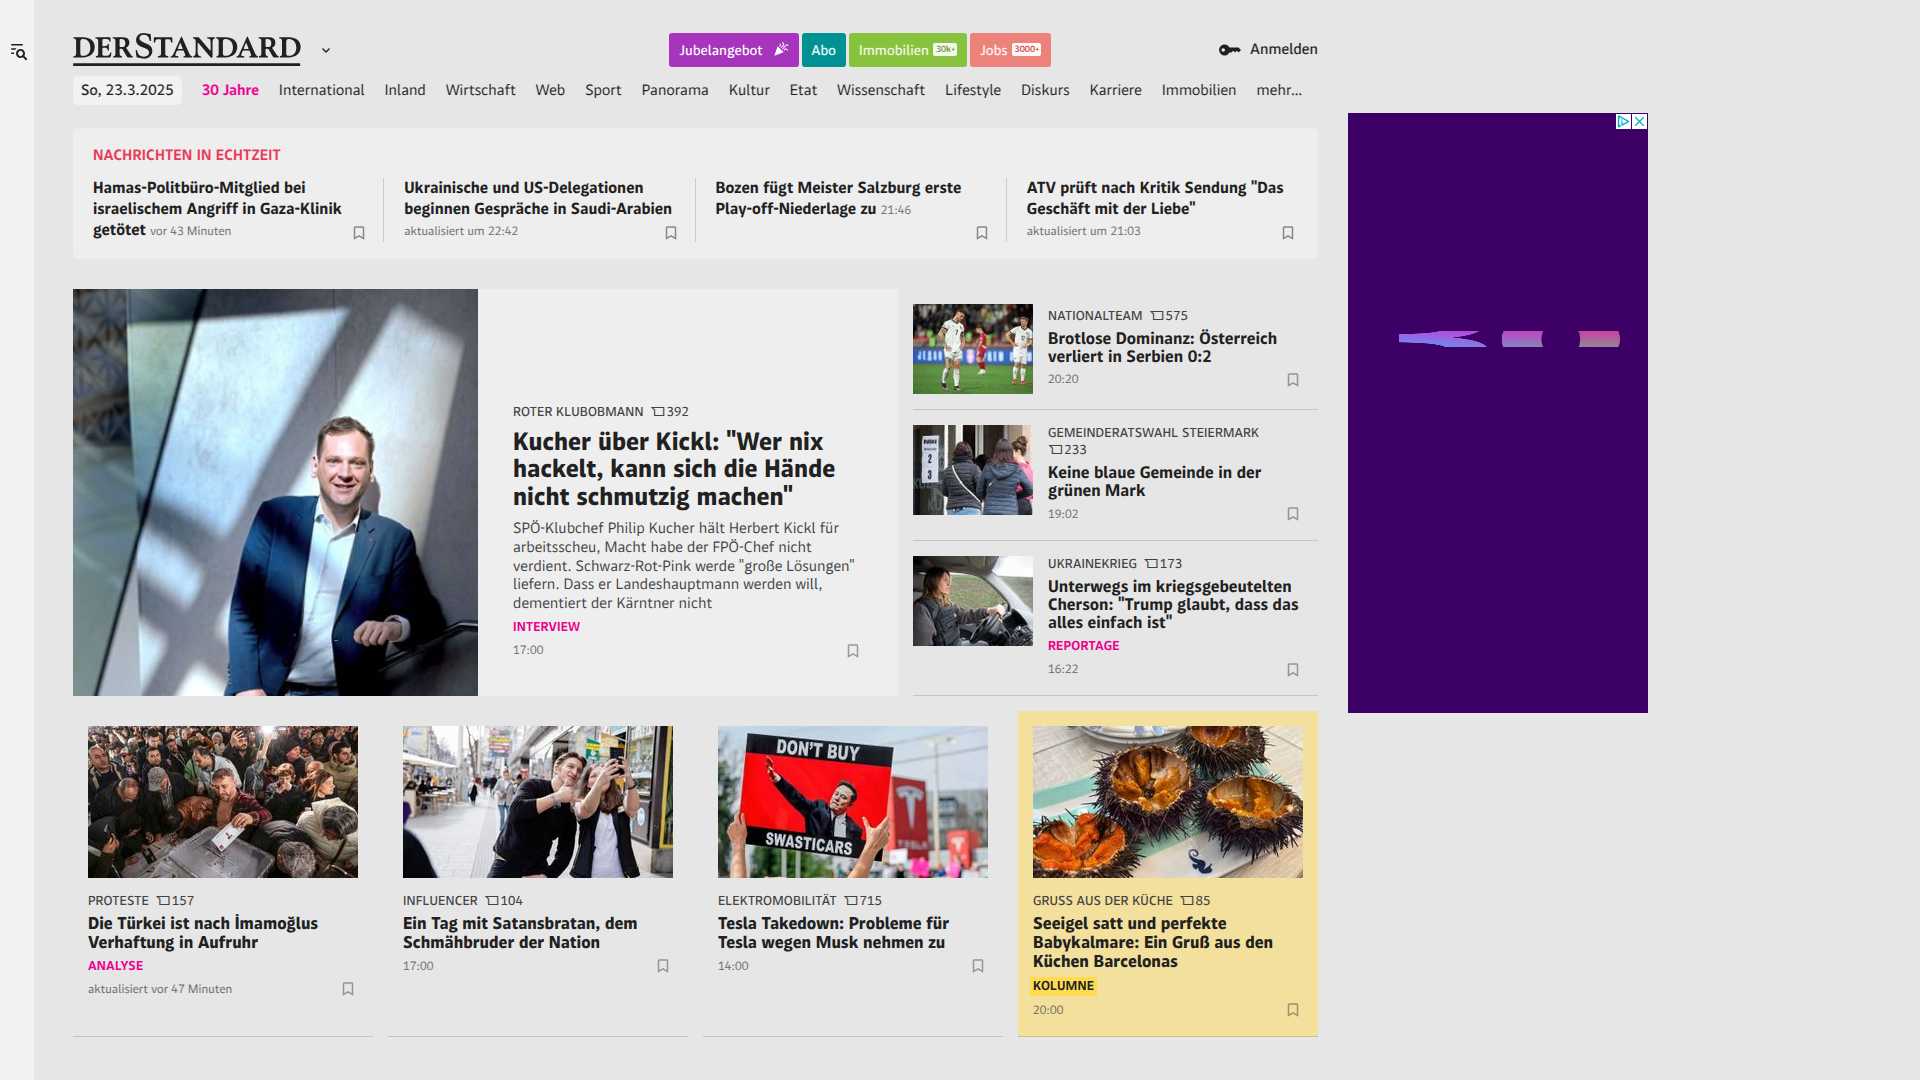 DERSTANDARD
Jubelangebot
Abo
Immobilien 30k+
Jobs 3000+
Anmelden
So, 23.3.2025
30 Jahre
International
Inland
Wirtschaft
Web
Sport
Panorama
Kultur
Etat
Wissenschaft
Lifestyle
Diskurs
Karriere
Immobilien
mehr...
NACHRICHTEN IN ECHTZEIT
Hamas-Politbüro-Mitglied bei
israelischem Angriff in Gaza-Klinik
getötet vor 43 Minuten
Ukrainische und US-Delegationen
beginnen Gespräche in Saudi-Arabien
aktualisiert um 22:42
Bozen fügt Meister Salzburg erste
Play-off-Niederlage zu 21:46
ATV prüft nach Kritik Sendung "Das
Geschäft mit der Liebe"
aktualisiert um 21:03
ROTER KLUBOBMANN 392
Kucher über Kickl: "Wer nix
hackelt, kann sich die Hände
nicht schmutzig machen"
SPÖ-Klubchef Philip Kucher hält Herbert Kickl für
arbeitsscheu, Macht habe der FPÖ-Chef nicht
verdient. Schwarz-Rot-Pink werde "große Lösungen"
liefern. Dass er Landeshauptmann werden will,
dementiert der Kärntner nicht
INTERVIEW
17:00
NATIONALTEAM 575
Brotlose Dominanz: Österreich
verliert in Serbien 0:2
20:20
2
3
GEMEINDERATSWAHL STEIERMARK
233
Keine blaue Gemeinde in der
grünen Mark
19:02
UKRAINEKRIEG 173
Unterwegs im kriegsgebeutelten
Cherson: "Trump glaubt, dass das
alles einfach ist"
REPORTAGE
16:22
PROTESTE 157
Die Türkei ist nach İmamoğlus
Verhaftung in Aufruhr
ANALYSE
aktualisiert vor 47 Minuten
INFLUENCER 104
Ein Tag mit Satansbratan, dem
Schmähbruder der Nation
17:00
DON'T BUY
SWASTICARS
TESLA
ELEKTROMOBILITÄT 715
Tesla Takedown: Probleme für
Tesla wegen Musk nehmen zu
14:00
GRUSS AUS DER KÜCHE 85
Seeigel satt und perfekte
Babykalmare: Ein Gruß aus den
Küchen Barcelonas
KOLUMNE
20:00